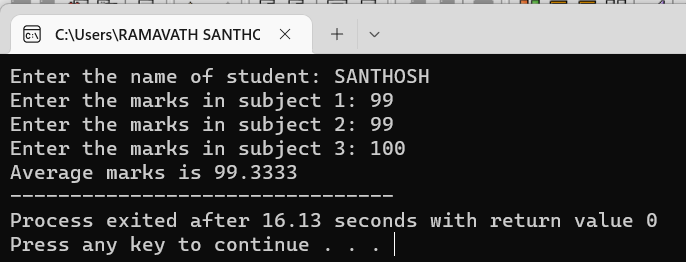 C:\Users\RAMAVATH SANTHC
Enter the name of student: SANTHOSH
Enter the marks in subject 1: 99
Enter the marks in subject 2: 99
Enter the marks in subject 3: 100
Average marks is 99.3333
--------------------------------
Process exited after 16.13 seconds with return value 0
Press any key to continue . . .